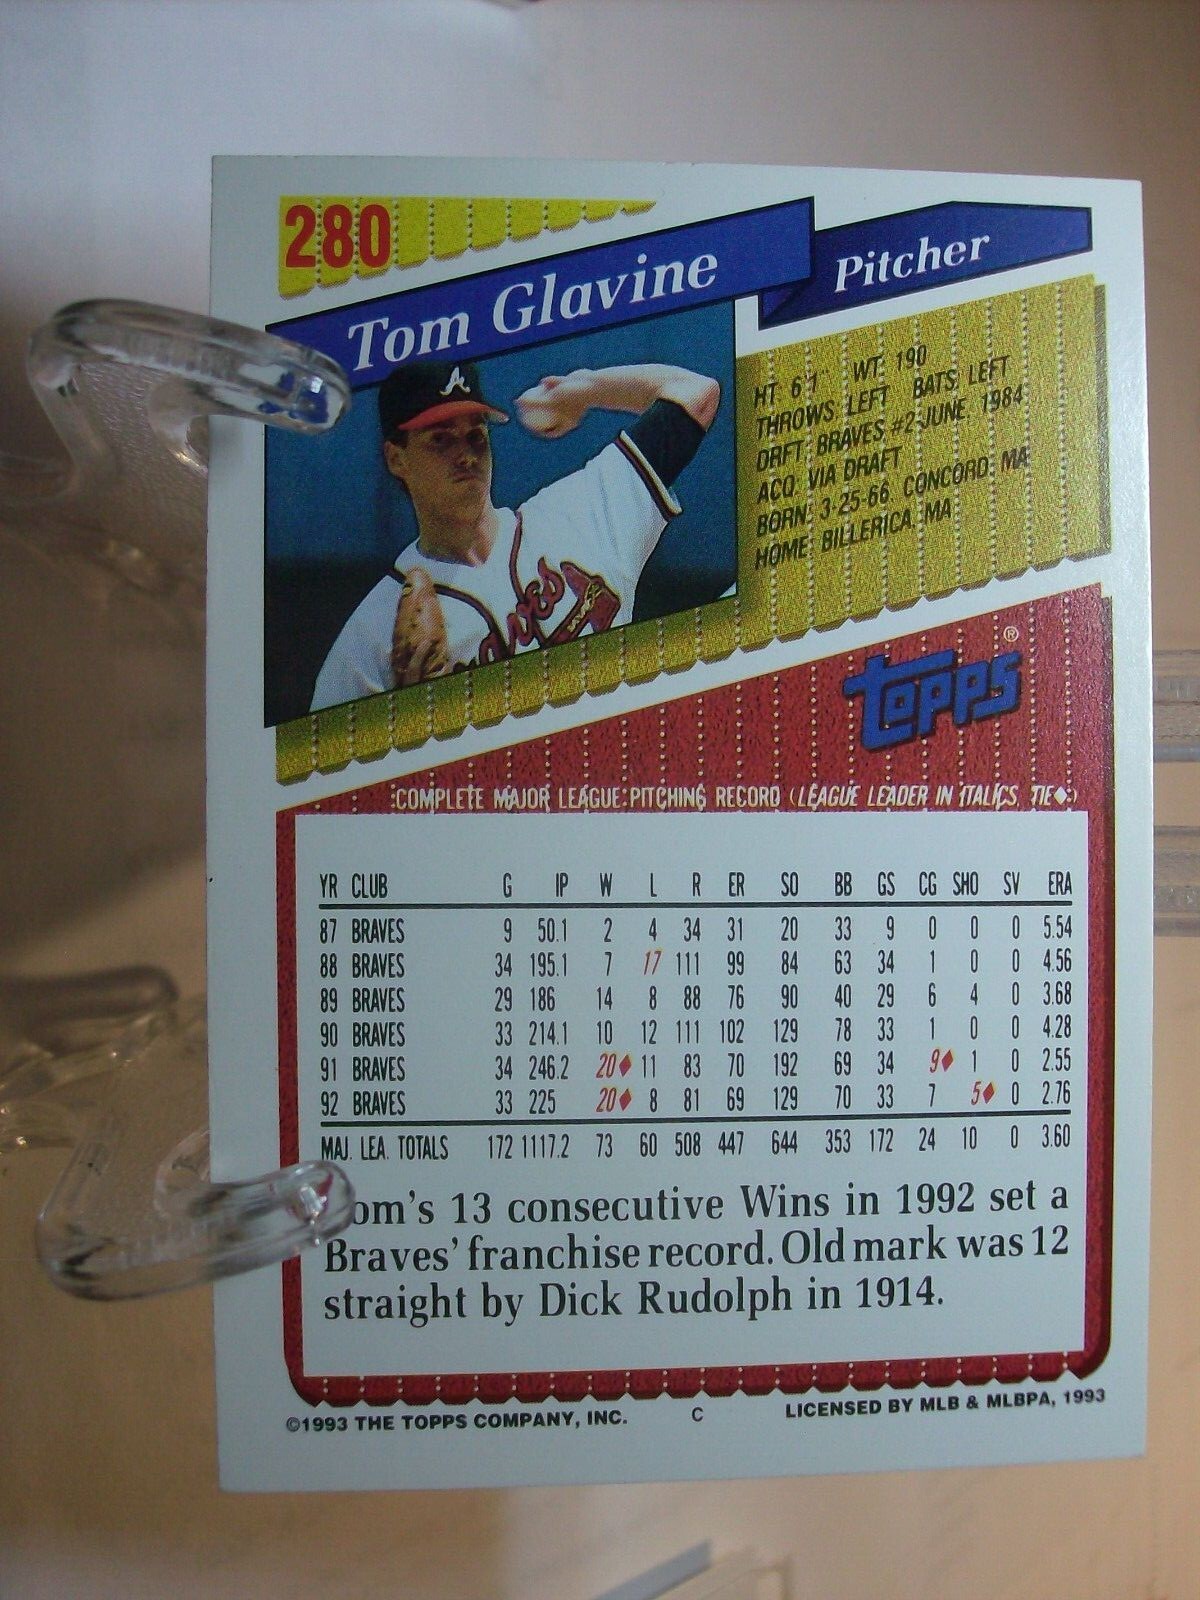 280
Tom Glavine
Pitcher
HT: 6'1" WT: 190
THROWS: LEFT BATS: LEFT
DRFT: BRAVES #2-JUNE, 1984
ACQ: VIA DRAFT
BORN: 3-25-66, CONCORD, MA
HOME: BILLERICA, MA
Braves
topps®
COMPLETE MAJOR LEAGUE PITCHING RECORD (LEAGUE LEADER IN ITALICS, TIE♦)
YR CLUB G IP W L R ER SO BB GS CG SHO SV ERA
87 BRAVES 9 50.1 2 4 34 31 20 33 9 0 0 0 5.54
88 BRAVES 34 195.1 7 17 111 99 84 63 34 1 0 0 4.56
89 BRAVES 29 186 14 8 88 76 90 40 29 6 4 0 3.68
90 BRAVES 33 214.1 10 12 111 102 129 78 33 1 0 0 4.28
91 BRAVES 34 246.2 20♦ 11 83 70 192 69 34 9♦ 1 0 2.55
92 BRAVES 33 225 20♦ 8 81 69 129 70 33 7 5♦ 0 2.76
MAJ. LEA. TOTALS 172 1117.2 73 60 508 447 644 353 172 24 10 0 3.60
om's 13 consecutive Wins in 1992 set a
Braves' franchise record. Old mark was 12
straight by Dick Rudolph in 1914.
©1993 THE TOPPS COMPANY, INC. C LICENSED BY MLB & MLBPA, 1993